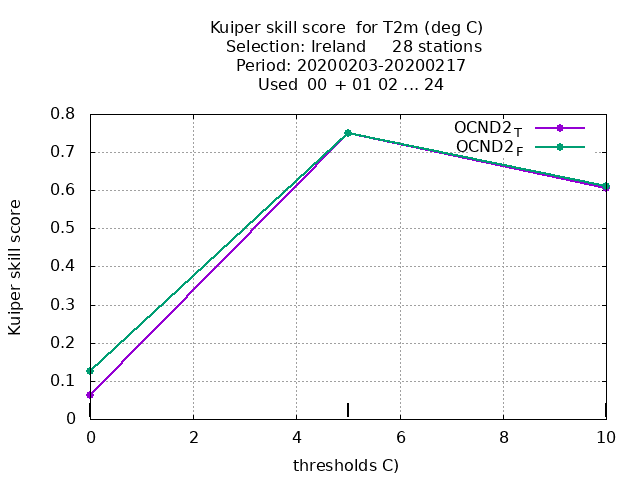 Kuiper skill score  for T2m (deg C)
Selection: Ireland     28 stations
Period: 20200203-20200217
Used  00 + 01 02 ... 24
0.8
0.7
0.6
0.5
0.4
0.3
0.2
0.1
0
Kuiper skill score
OCND2T
OCND2F
0 2 4 6 8 10
thresholds C)